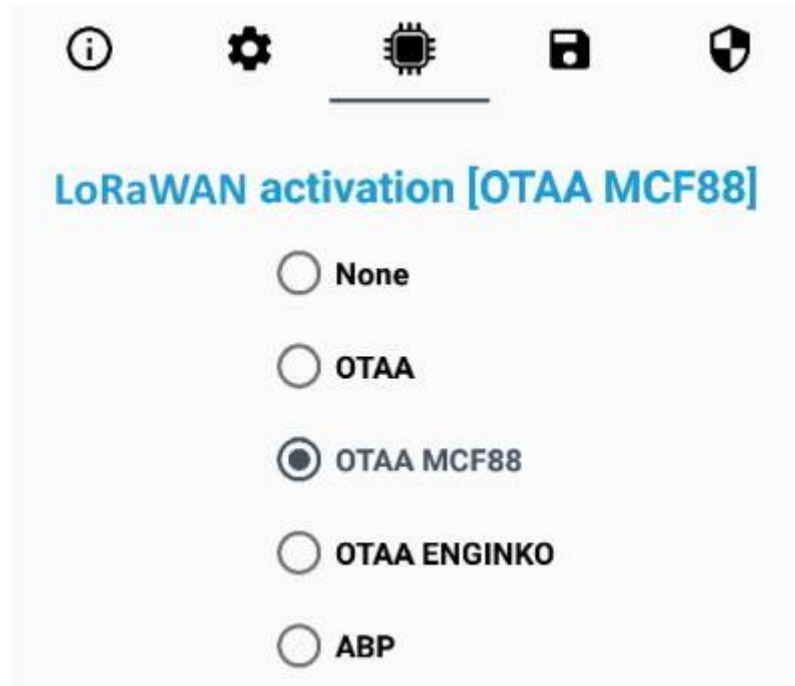 LoRaWAN activation [OTAA MCF88]
None
OTAA
OTAA MCF88
OTAA ENGINKO
ABP